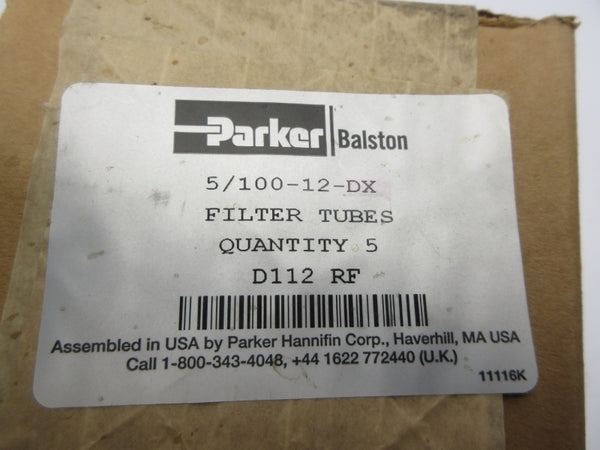 Parker Balston
5/100-12-DX
FILTER TUBES
QUANTITY 5
D112 RF
Assembled in USA by Parker Hannifin Corp., Haverhill, MA USA
Call 1-800-343-4048, +44 1622 772440 (U.K.)
11116K